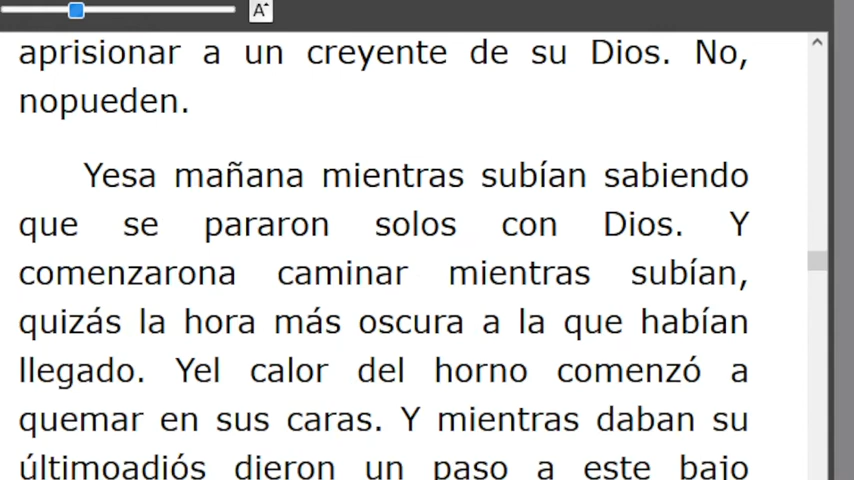 A
aprisionar a un creyente de su Dios. No,
nopueden.
Yesa mañana mientras subían sabiendo
que se pararon solos con Dios. Y
comenzarona caminar mientras subían,
quizás la hora más oscura a la que habían
llegado. Yel calor del horno comenzó a
quemar en sus caras. Y mientras daban su
últimoadiós dieron un paso a este bajo